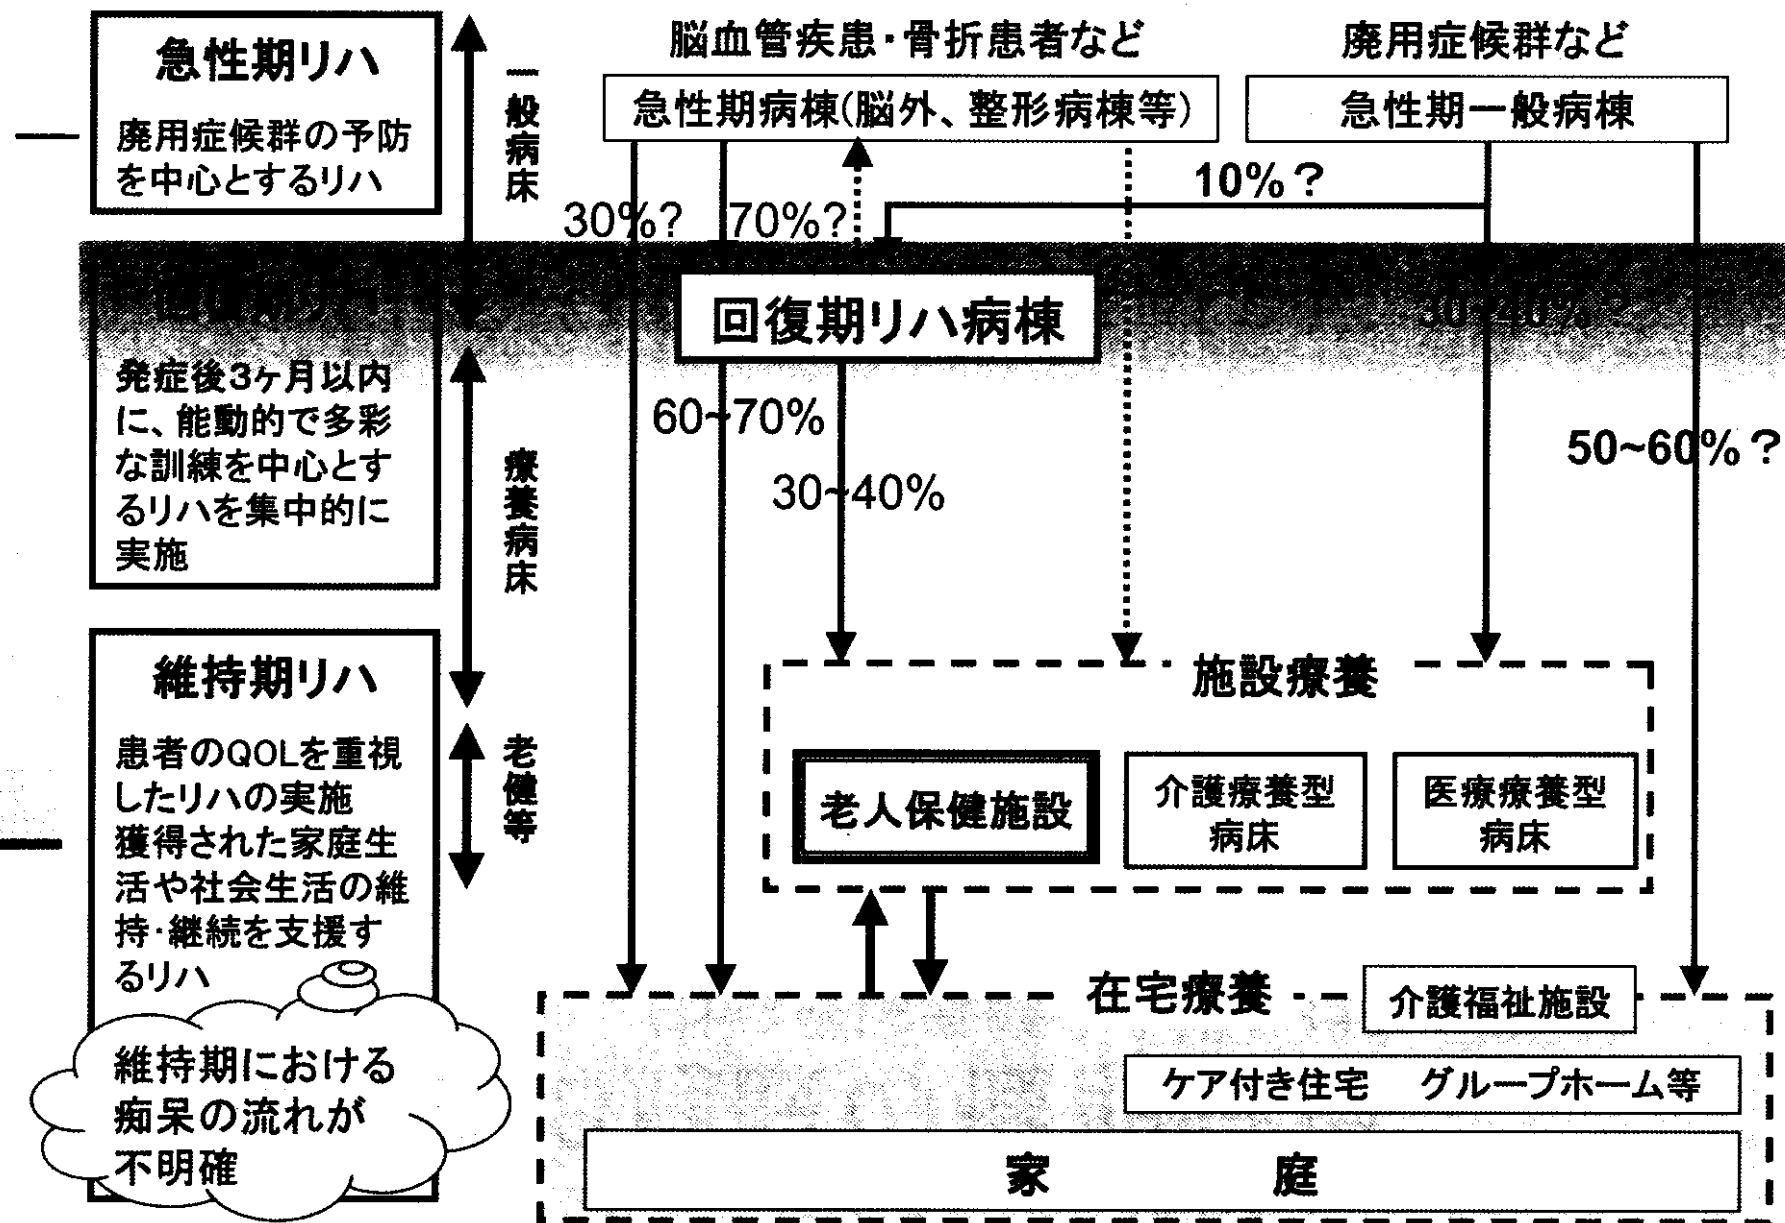 急性期リハ
廃用症候群の予防
を中心とするリハ
一般病床
脳血管疾患・骨折患者など
廃用症候群など
急性期病棟(脳外、整形病棟等)
急性期一般病棟
10%?
30%?
70%?
回復期リハ
回復期リハ病棟
30~40%?
発症後3ヶ月以内
に、能動的で多彩
な訓練を中心とす
るリハを集中的に
実施
療養病床
60~70%
30~40%
50~60%?
維持期リハ
患者のQOLを重視
したリハの実施
獲得された家庭生
活や社会生活の維
持・継続を支援す
るリハ
老健等
施設療養
老人保健施設
介護療養型
病床
医療療養型
病床
在宅療養
介護福祉施設
ケア付き住宅 グループホーム等
家 庭
維持期における
痴呆の流れが
不明確